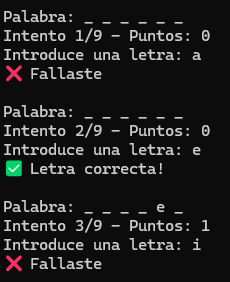 Palabra: _ _ _ _ _ _
Intento 1/9 – Puntos: 0
Introduce una letra: a
❌ Fallaste
Palabra: _ _ _ _ _ _
Intento 2/9 – Puntos: 0
Introduce una letra: e
✅ Letra correcta!
Palabra: _ _ _ _ e _
Intento 3/9 – Puntos: 1
Introduce una letra: i
❌ Fallaste